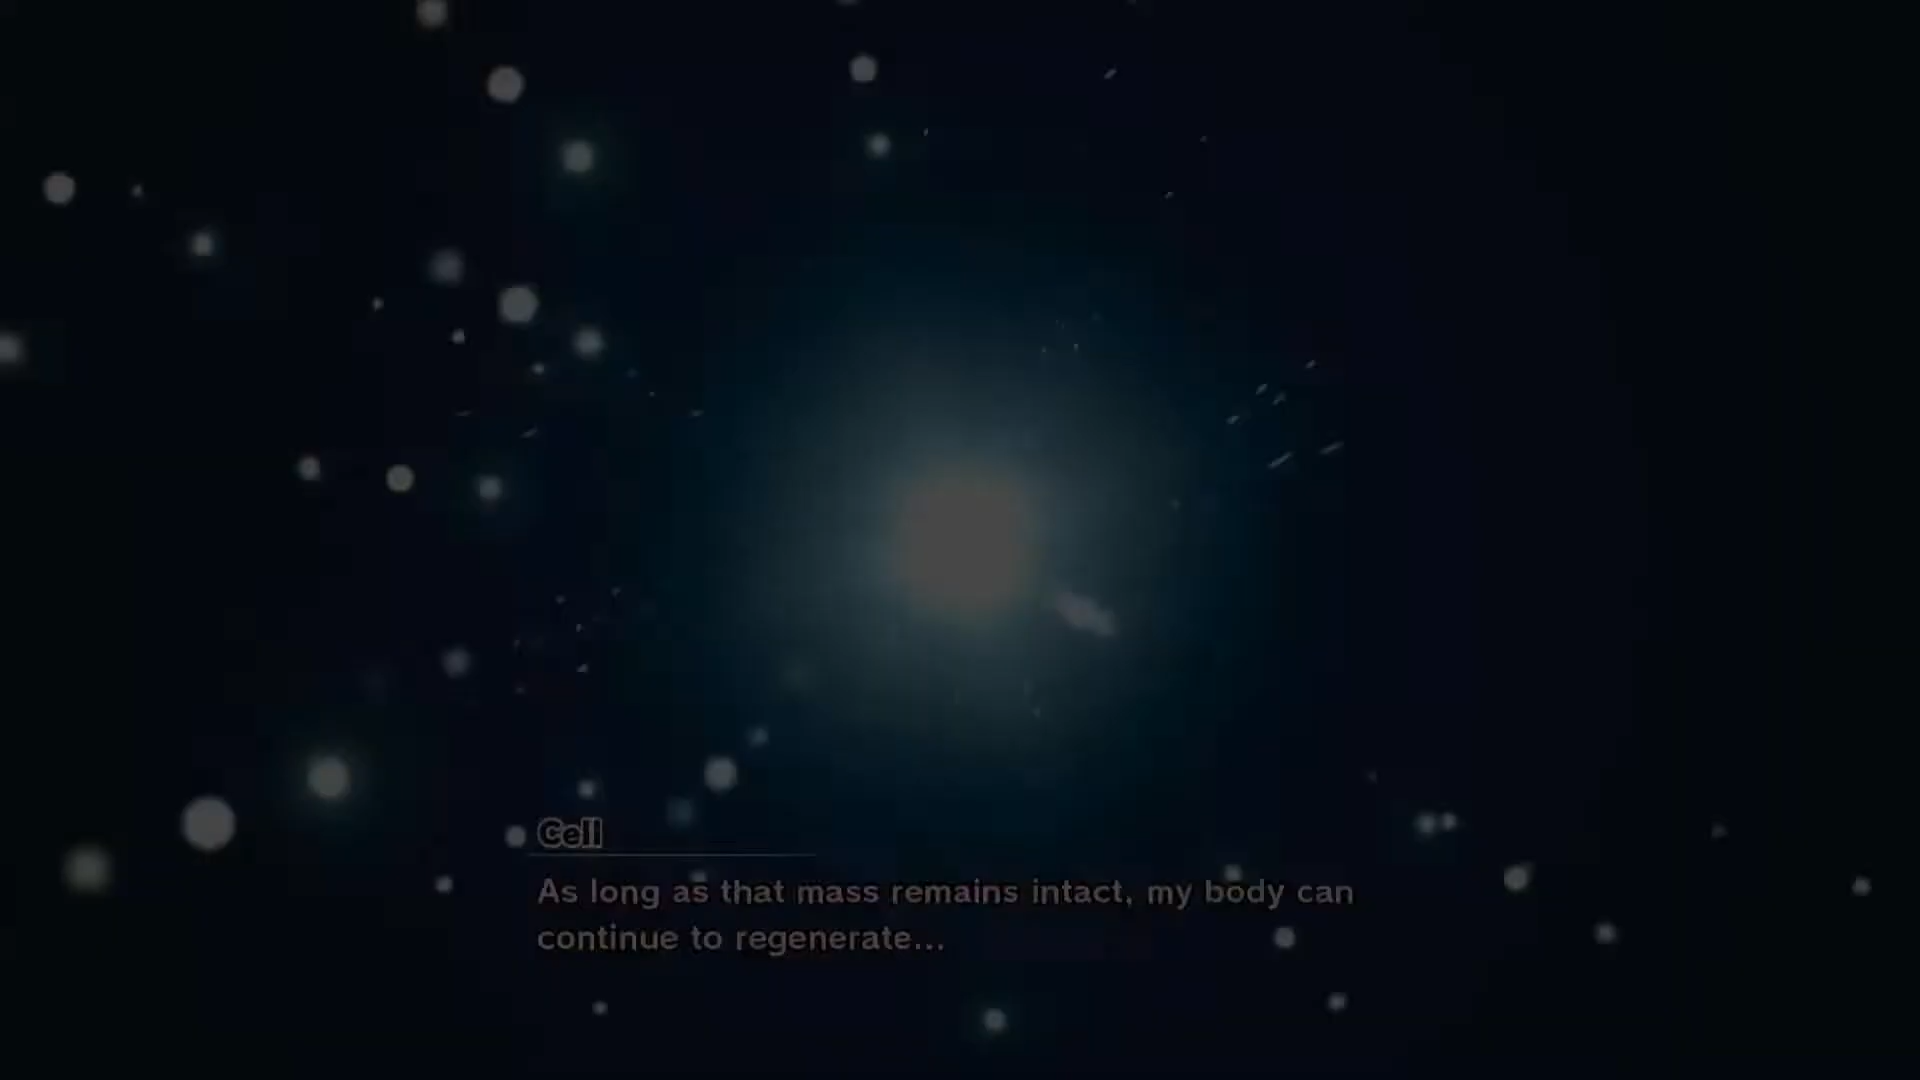 Cell
As long as that mass remains intact, my body can
continue to regenerate...